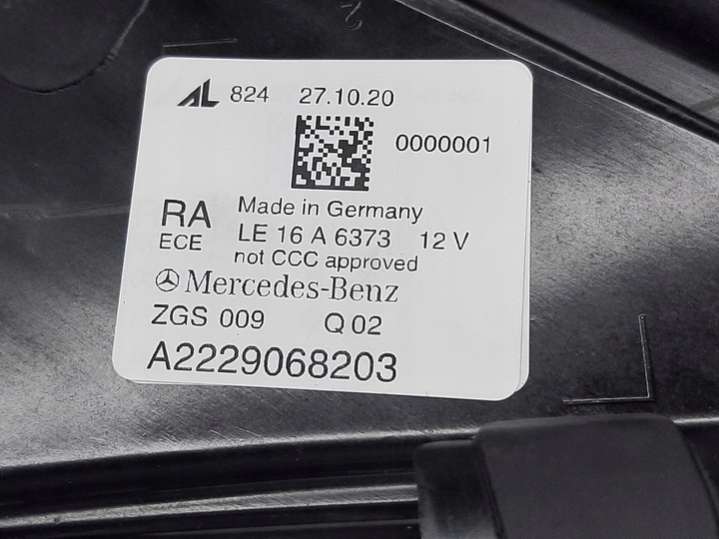 AL 824 27.10.20
0000001
RA Made in Germany
ECE LE 16 A 6373 12 V
not CCC approved
Mercedes-Benz
ZGS 009 Q 02
A2229068203